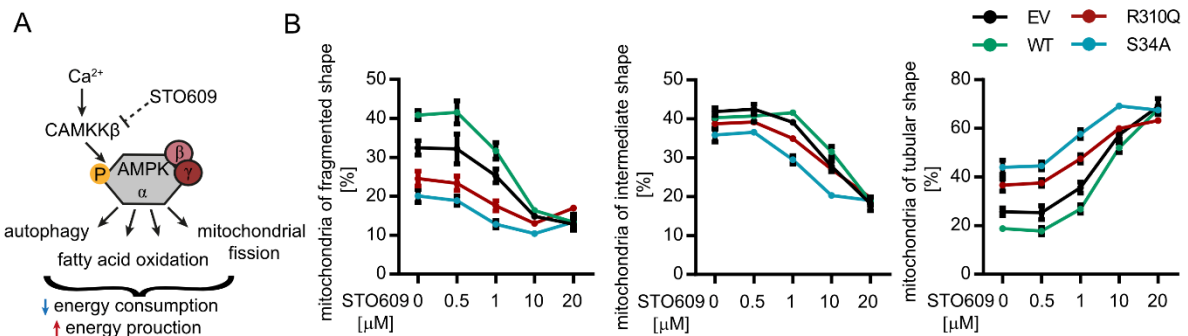 A
Ca2+
STO609
CAMKKβ
P
AMPK
β
γ
α
autophagy
mitochondrial
fission
fatty acid oxidation
↓ energy consumption
↑ energy prouction
B
EV
R310Q
WT
S34A
mitochondria of fragmented shape
[%]
50
40
30
20
10
0
STO609 0 0.5 1 10 20
[µM]
mitochondria of intermediate shape
[%]
50
40
30
20
10
0
STO609 0 0.5 1 10 20
[µM]
mitochondria of tubular shape
[%]
80
60
40
20
0
STO609 0 0.5 1 10 20
[µM]